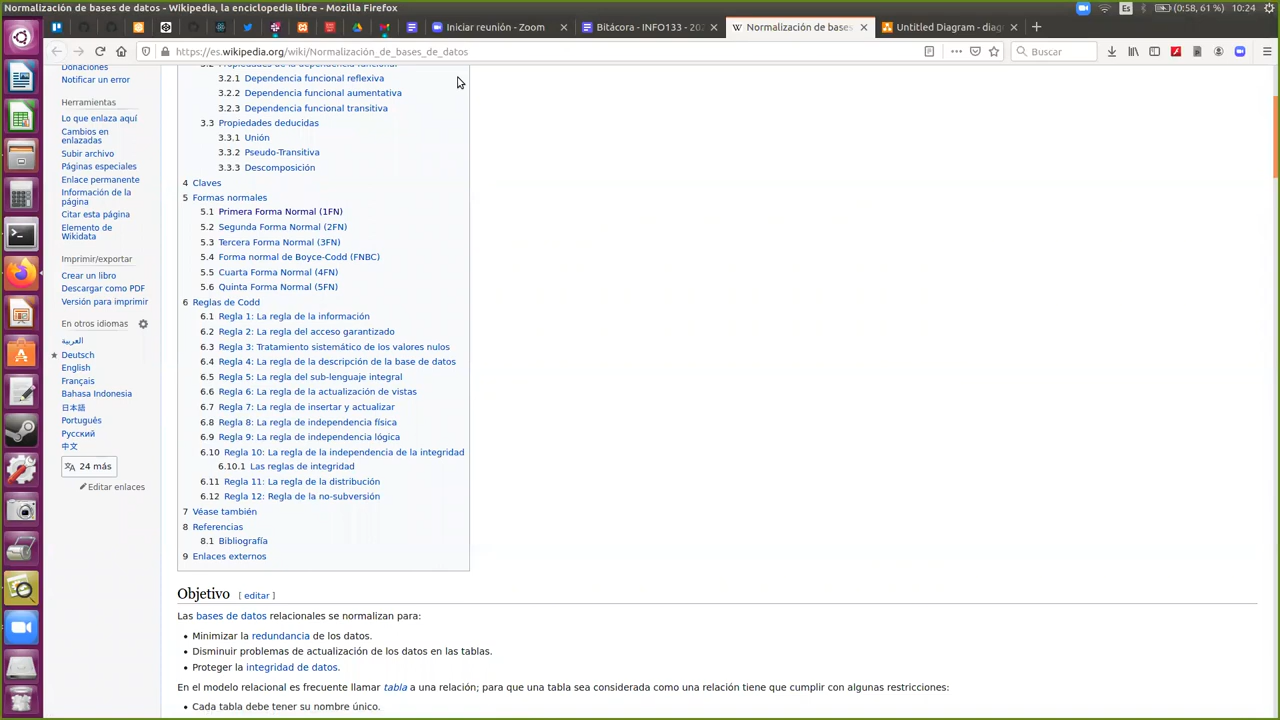 Normalización de bases de datos - Wikipedia, la enciclopedia libre - Mozilla Firefox
Es
(0:58, 61 %)
10:24
Iniciar reunión - Zoom
Bitácora - INFO133 - 202
Normalización de bases
Untitled Diagram - diag
https://es.wikipedia.org/wiki/Normalización_de_bases_de_datos
Buscar
Donaciones
Notificar un error
Herramientas
Lo que enlaza aquí
Cambios en
enlazadas
Subir archivo
Páginas especiales
Enlace permanente
Información de la
página
Citar esta página
Elemento de
Wikidata
Imprimir/exportar
Crear un libro
Descargar como PDF
Versión para imprimir
En otros idiomas
العربية
Deutsch
English
Français
Bahasa Indonesia
日本語
Português
Русский
中文
24 más
Editar enlaces
3.2 Propiedades de la dependencia funcional
3.2.1 Dependencia funcional reflexiva
3.2.2 Dependencia funcional aumentativa
3.2.3 Dependencia funcional transitiva
3.3 Propiedades deducidas
3.3.1 Unión
3.3.2 Pseudo-Transitiva
3.3.3 Descomposición
4 Claves
5 Formas normales
5.1 Primera Forma Normal (1FN)
5.2 Segunda Forma Normal (2FN)
5.3 Tercera Forma Normal (3FN)
5.4 Forma normal de Boyce-Codd (FNBC)
5.5 Cuarta Forma Normal (4FN)
5.6 Quinta Forma Normal (5FN)
6 Reglas de Codd
6.1 Regla 1: La regla de la información
6.2 Regla 2: La regla del acceso garantizado
6.3 Regla 3: Tratamiento sistemático de los valores nulos
6.4 Regla 4: La regla de la descripción de la base de datos
6.5 Regla 5: La regla del sub-lenguaje integral
6.6 Regla 6: La regla de la actualización de vistas
6.7 Regla 7: La regla de insertar y actualizar
6.8 Regla 8: La regla de independencia física
6.9 Regla 9: La regla de independencia lógica
6.10 Regla 10: La regla de la independencia de la integridad
6.10.1 Las reglas de integridad
6.11 Regla 11: La regla de la distribución
6.12 Regla 12: Regla de la no-subversión
7 Véase también
8 Referencias
8.1 Bibliografía
9 Enlaces externos
Objetivo [ editar ]
Las bases de datos relacionales se normalizan para:
• Minimizar la redundancia de los datos.
• Disminuir problemas de actualización de los datos en las tablas.
• Proteger la integridad de datos.
En el modelo relacional es frecuente llamar tabla a una relación; para que una tabla sea considerada como una relación tiene que cumplir con algunas restricciones:
• Cada tabla debe tener su nombre único.